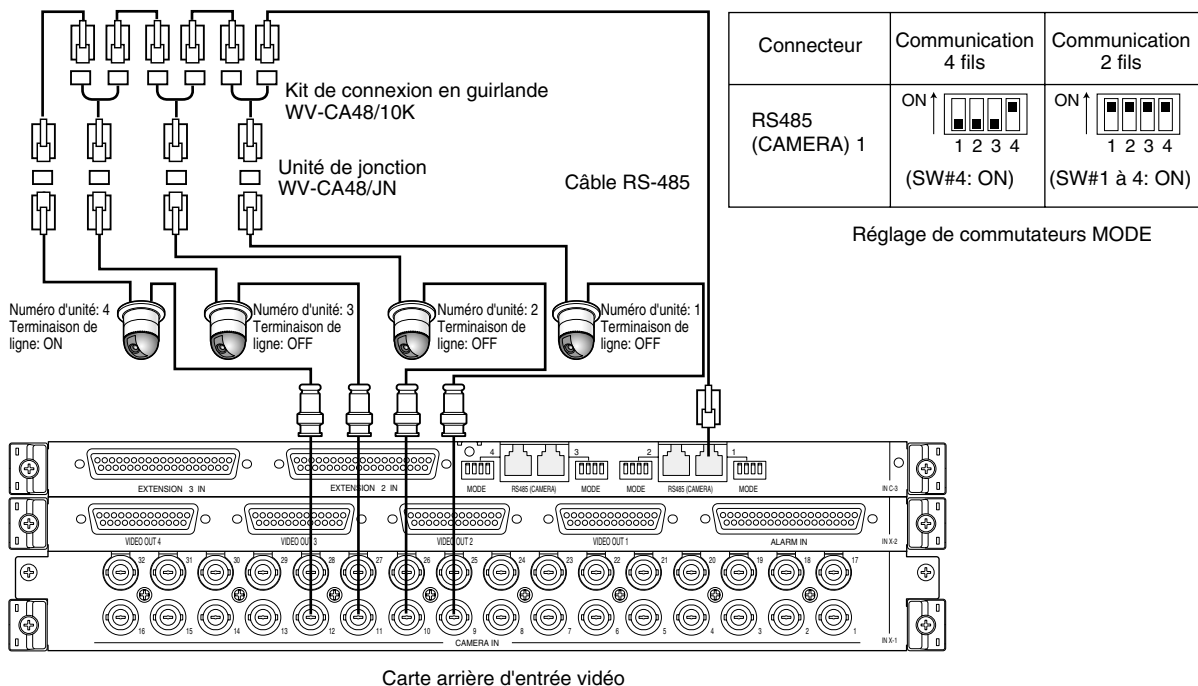 Kit de connexion en guirlande
WV-CA48/10K
Unité de jonction
WV-CA48/JN
Câble RS-485
Connecteur
Communication
4 fils
Communication
2 fils
RS485
(CAMERA) 1
ON
1 2 3 4
(SW#4: ON)
ON
1 2 3 4
(SW#1 à 4: ON)
Réglage de commutateurs MODE
Numéro d'unité: 4
Terminaison de
ligne: ON
Numéro d'unité: 3
Terminaison de
ligne: OFF
Numéro d'unité: 2
Terminaison de
ligne: OFF
Numéro d'unité: 1
Terminaison de
ligne: OFF
EXTENSION 3 IN
EXTENSION 2 IN
4
MODE
RS485 (CAMERA)
3
MODE
2
MODE
RS485 (CAMERA)
1
MODE
IN C-3
VIDEO OUT 4
VIDEO OUT 3
VIDEO OUT 2
VIDEO OUT 1
ALARM IN
IN X-2
32 31 30 29 28 27 26 25 24 23 22 21 20 19 18 17
16 15 14 13 12 11 10 9 8 7 6 5 4 3 2 1
CAMERA IN
IN X-1
Carte arrière d'entrée vidéo